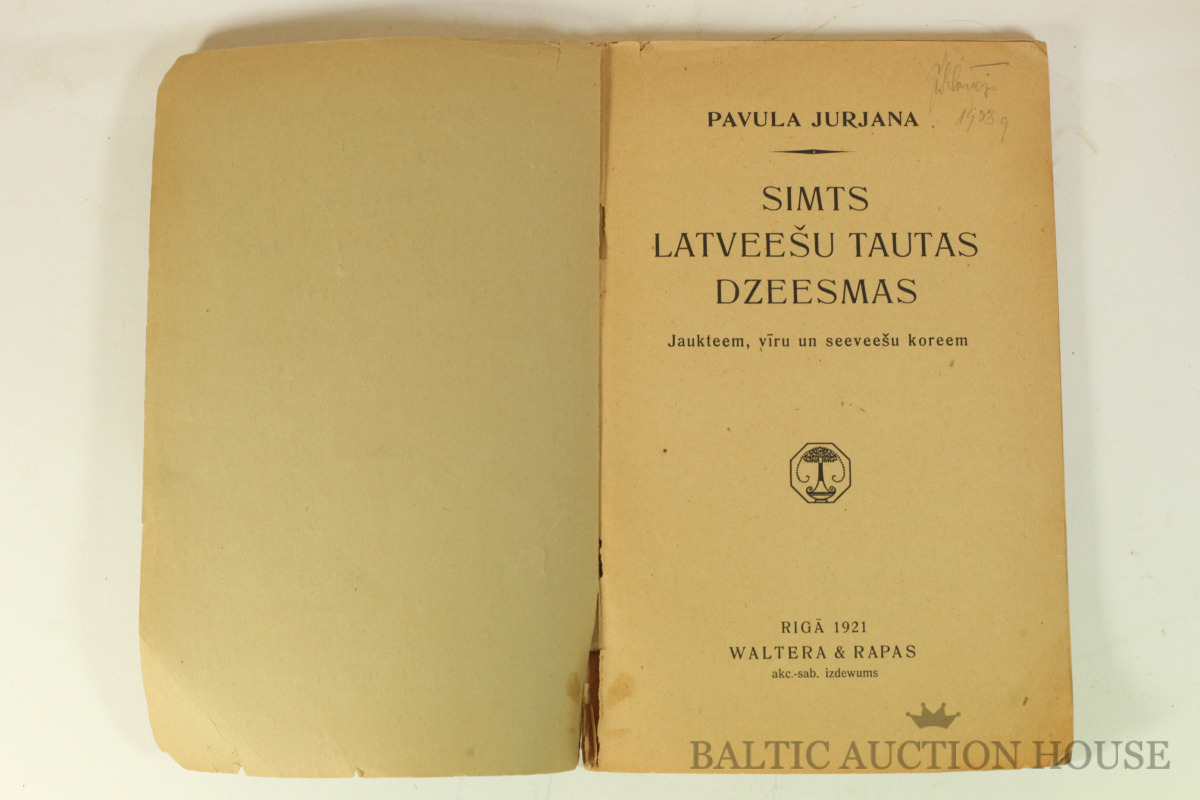 PAVULA JURJANA
SIMTS
LATVEEŠU TAUTAS
DZEESMAS
Jaukteem, vīru un seeveešu koreem
RIGĀ 1921
WALTERA & RAPAS
akc.-sab. izdewums
BALTIC AUCTION HOUSE